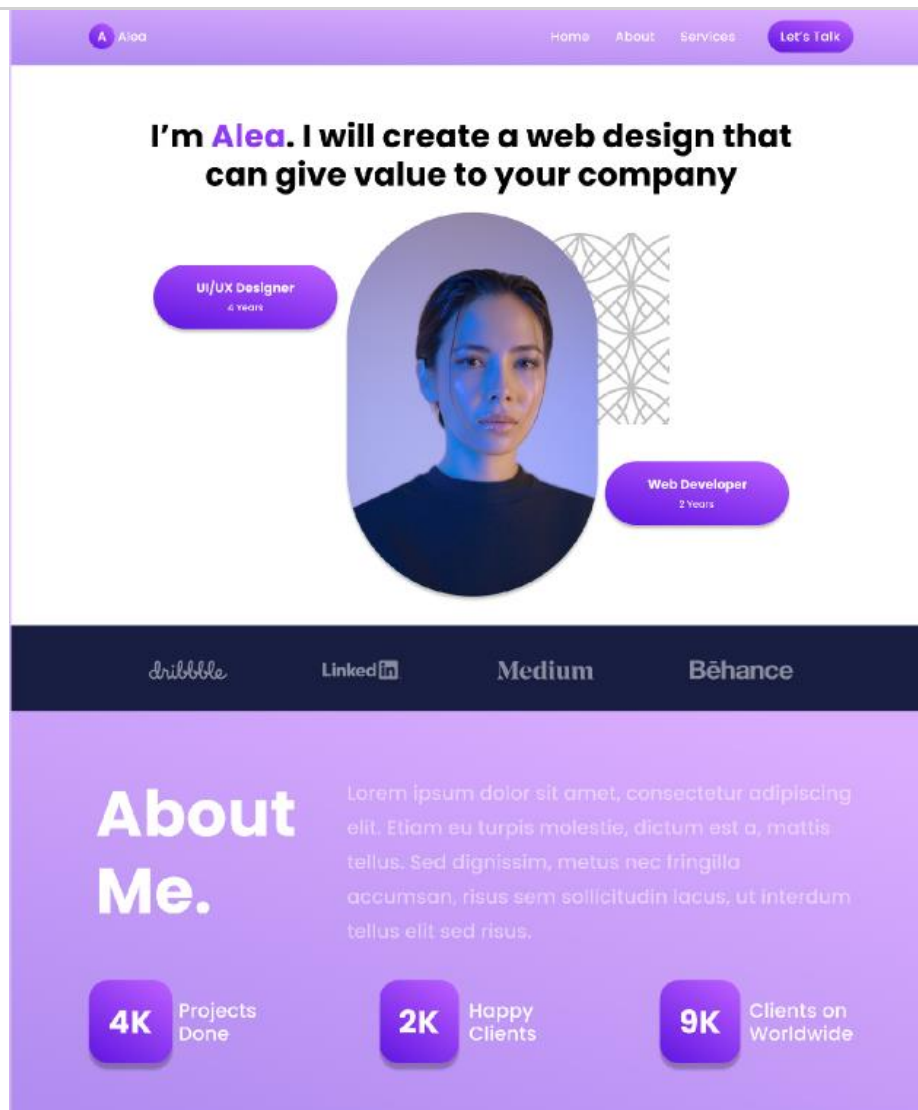 A Alea
Home About Services Let's Talk
I'm Alea. I will create a web design that
can give value to your company
UI/UX Designer
4 Years
Web Developer
2 Years
dribbble LinkedIn Medium Bēhance
About
Me.
Lorem ipsum dolor sit amet, consectetur adipiscing
elit. Etiam eu turpis molestie, dictum est a, mattis
tellus. Sed dignissim, metus nec fringilla
accumsan, risus sem sollicitudin lacus, ut interdum
tellus elit sed risus.
4K
Projects
Done
2K
Happy
Clients
9K
Clients on
Worldwide